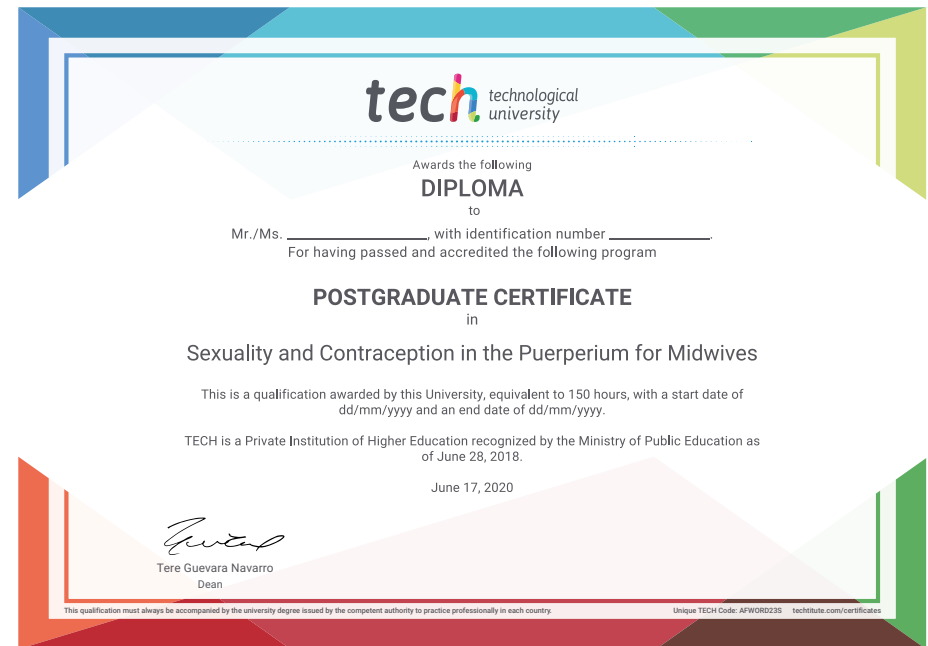 tech technological
university
Awards the following
DIPLOMA
to
Mr./Ms. ____________________, with identification number ______________.
For having passed and accredited the following program
POSTGRADUATE CERTIFICATE
in
Sexuality and Contraception in the Puerperium for Midwives
This is a qualification awarded by this University, equivalent to 150 hours, with a start date of
dd/mm/yyyy and an end date of dd/mm/yyyy.
TECH is a Private Institution of Higher Education recognized by the Ministry of Public Education as
of June 28, 2018.
June 17, 2020
Tere Guevara Navarro
Dean
This qualification must always be accompanied by the university degree issued by the competent authority to practice professionally in each country. Unique TECH Code: AFWORD23S techtitute.com/certificates